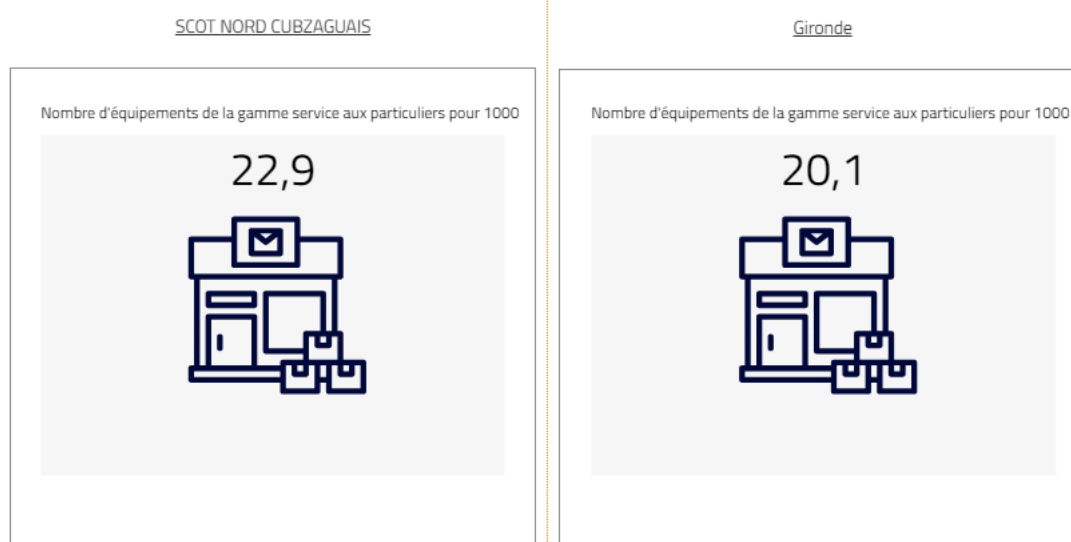 SCOT NORD CUBZAGUAIS
Nombre d'équipements de la gamme service aux particuliers pour 1000
22,9
Gironde
Nombre d'équipements de la gamme service aux particuliers pour 1000
20,1